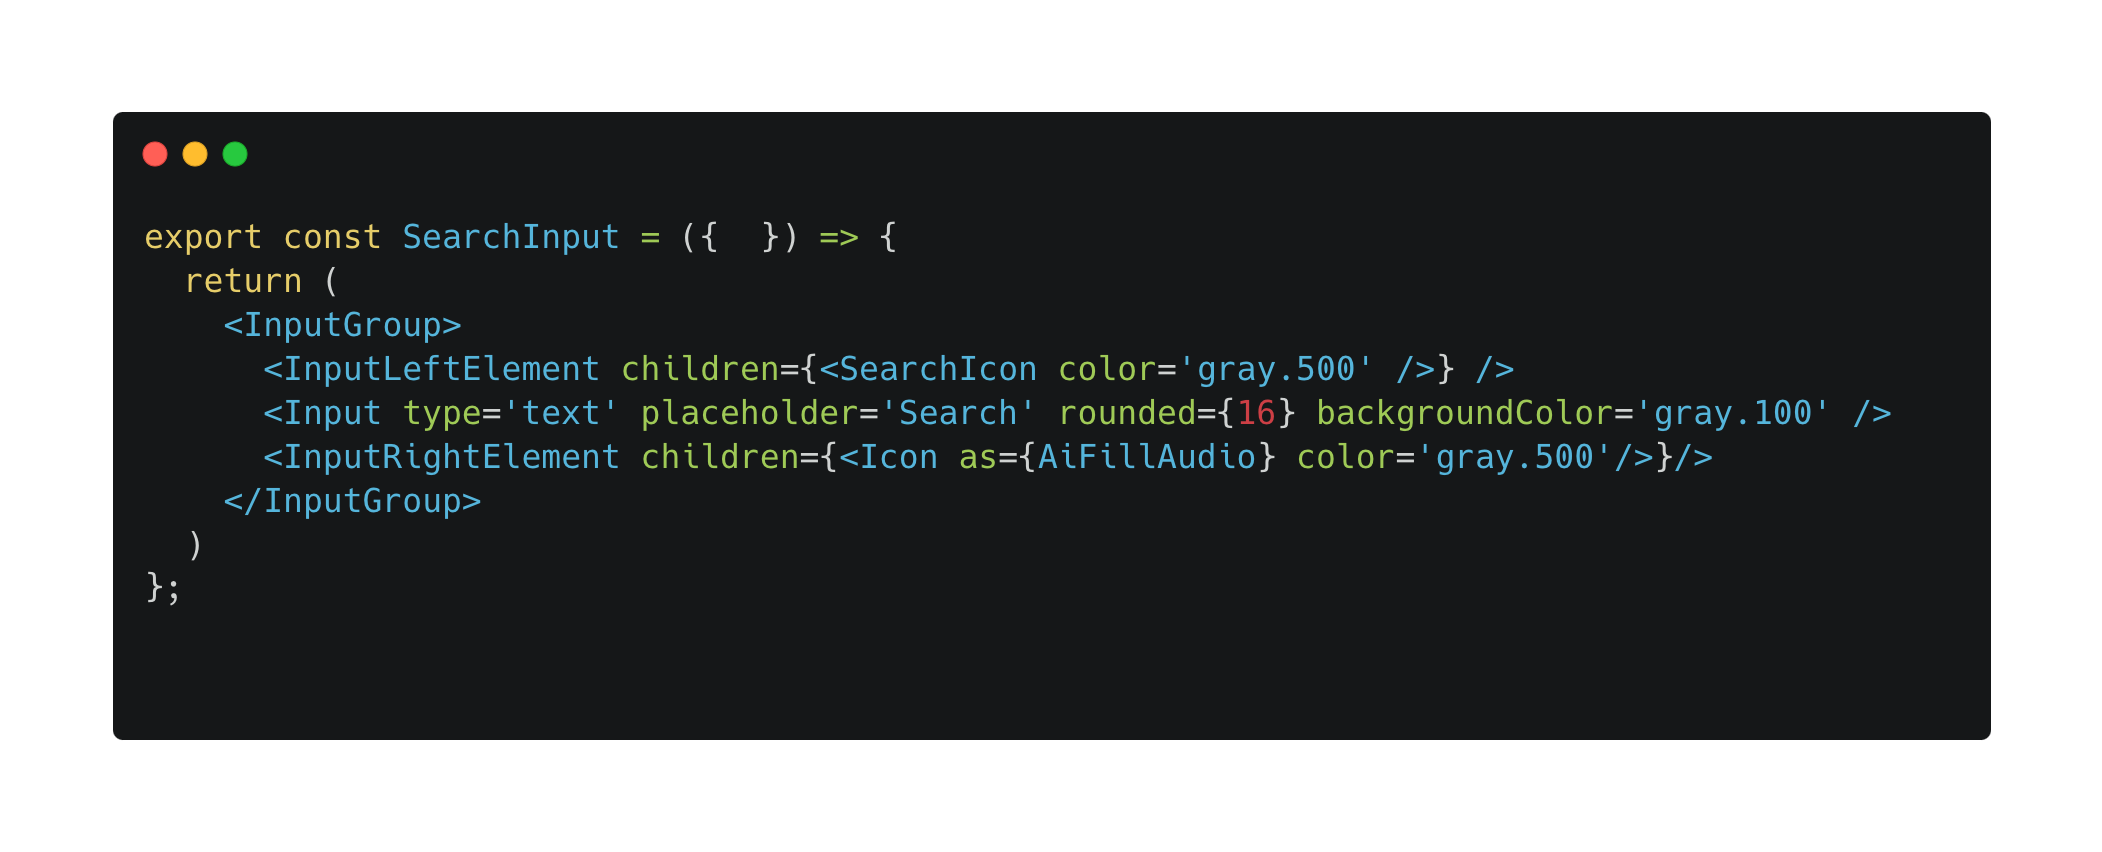 export const SearchInput = ({  }) => {
  return (
    <InputGroup>
      <InputLeftElement children={<SearchIcon color='gray.500' />} />
      <Input type='text' placeholder='Search' rounded={16} backgroundColor='gray.100' />
      <InputRightElement children={<Icon as={AiFillAudio} color='gray.500'/>}/>
    </InputGroup>
  )
};